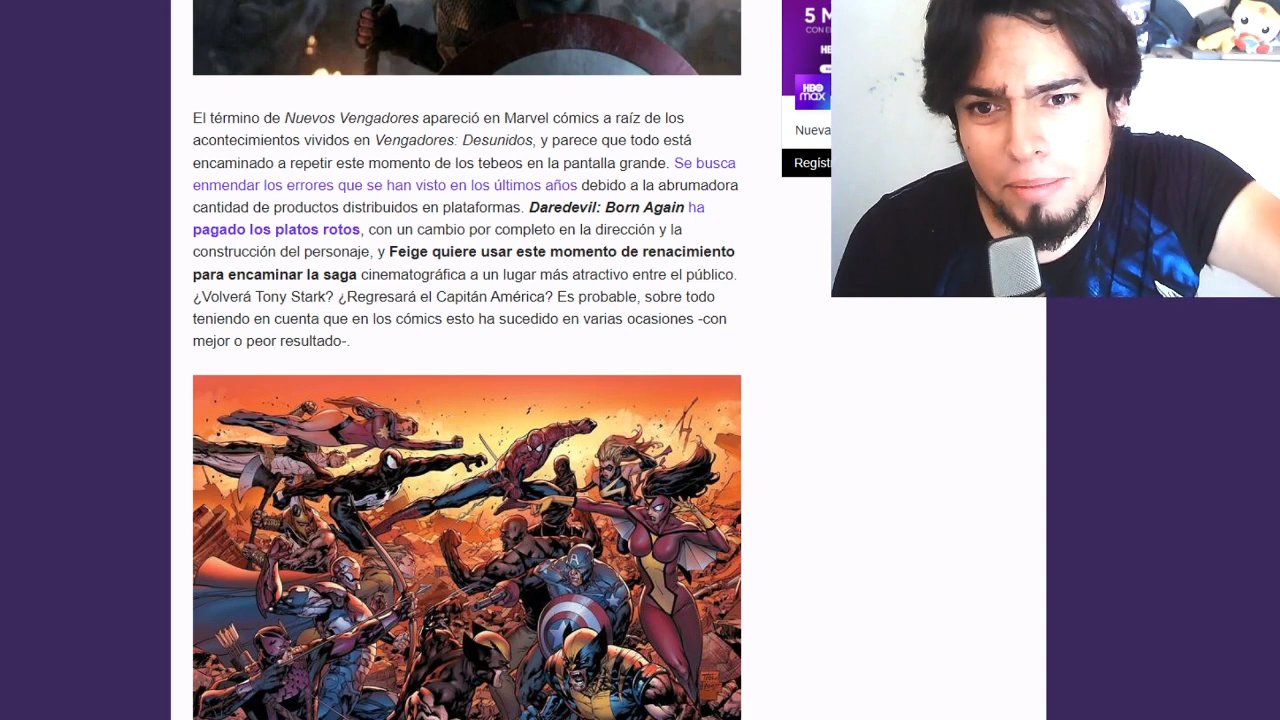 5 M
CON E
HB
HBO
max
Nueva
Regist
El término de Nuevos Vengadores apareció en Marvel cómics a raíz de los
acontecimientos vividos en Vengadores: Desunidos, y parece que todo está
encaminado a repetir este momento de los tebeos en la pantalla grande. Se busca
enmendar los errores que se han visto en los últimos años debido a la abrumadora
cantidad de productos distribuidos en plataformas. Daredevil: Born Again ha
pagado los platos rotos, con un cambio por completo en la dirección y la
construcción del personaje, y Feige quiere usar este momento de renacimiento
para encaminar la saga cinematográfica a un lugar más atractivo entre el público.
¿Volverá Tony Stark? ¿Regresará el Capitán América? Es probable, sobre todo
teniendo en cuenta que en los cómics esto ha sucedido en varias ocasiones -con
mejor o peor resultado-.